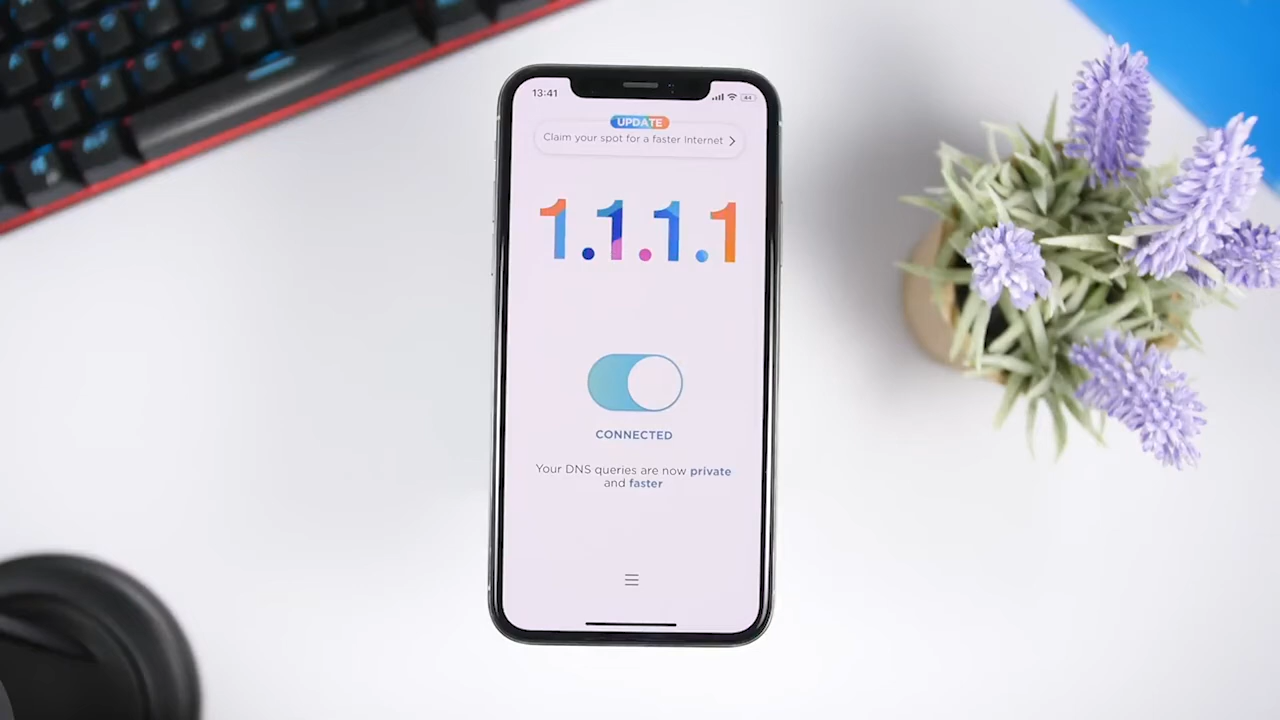 13:41
44
UPDATE
Claim your spot for a faster Internet
1.1.1.1
CONNECTED
Your DNS queries are now private
and faster